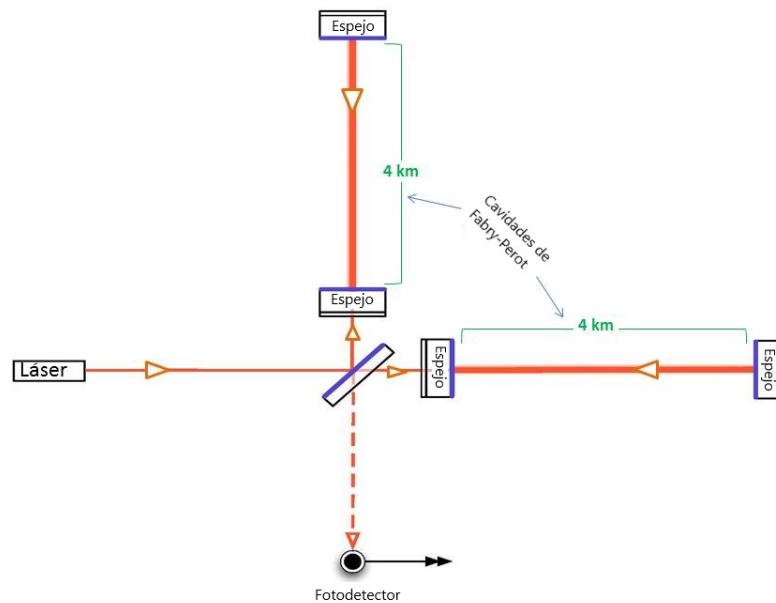 Espejo
4 km
Cavidades de
Fabry-Perot
Espejo
4 km
Láser
Espejo
Espejo
Fotodetector